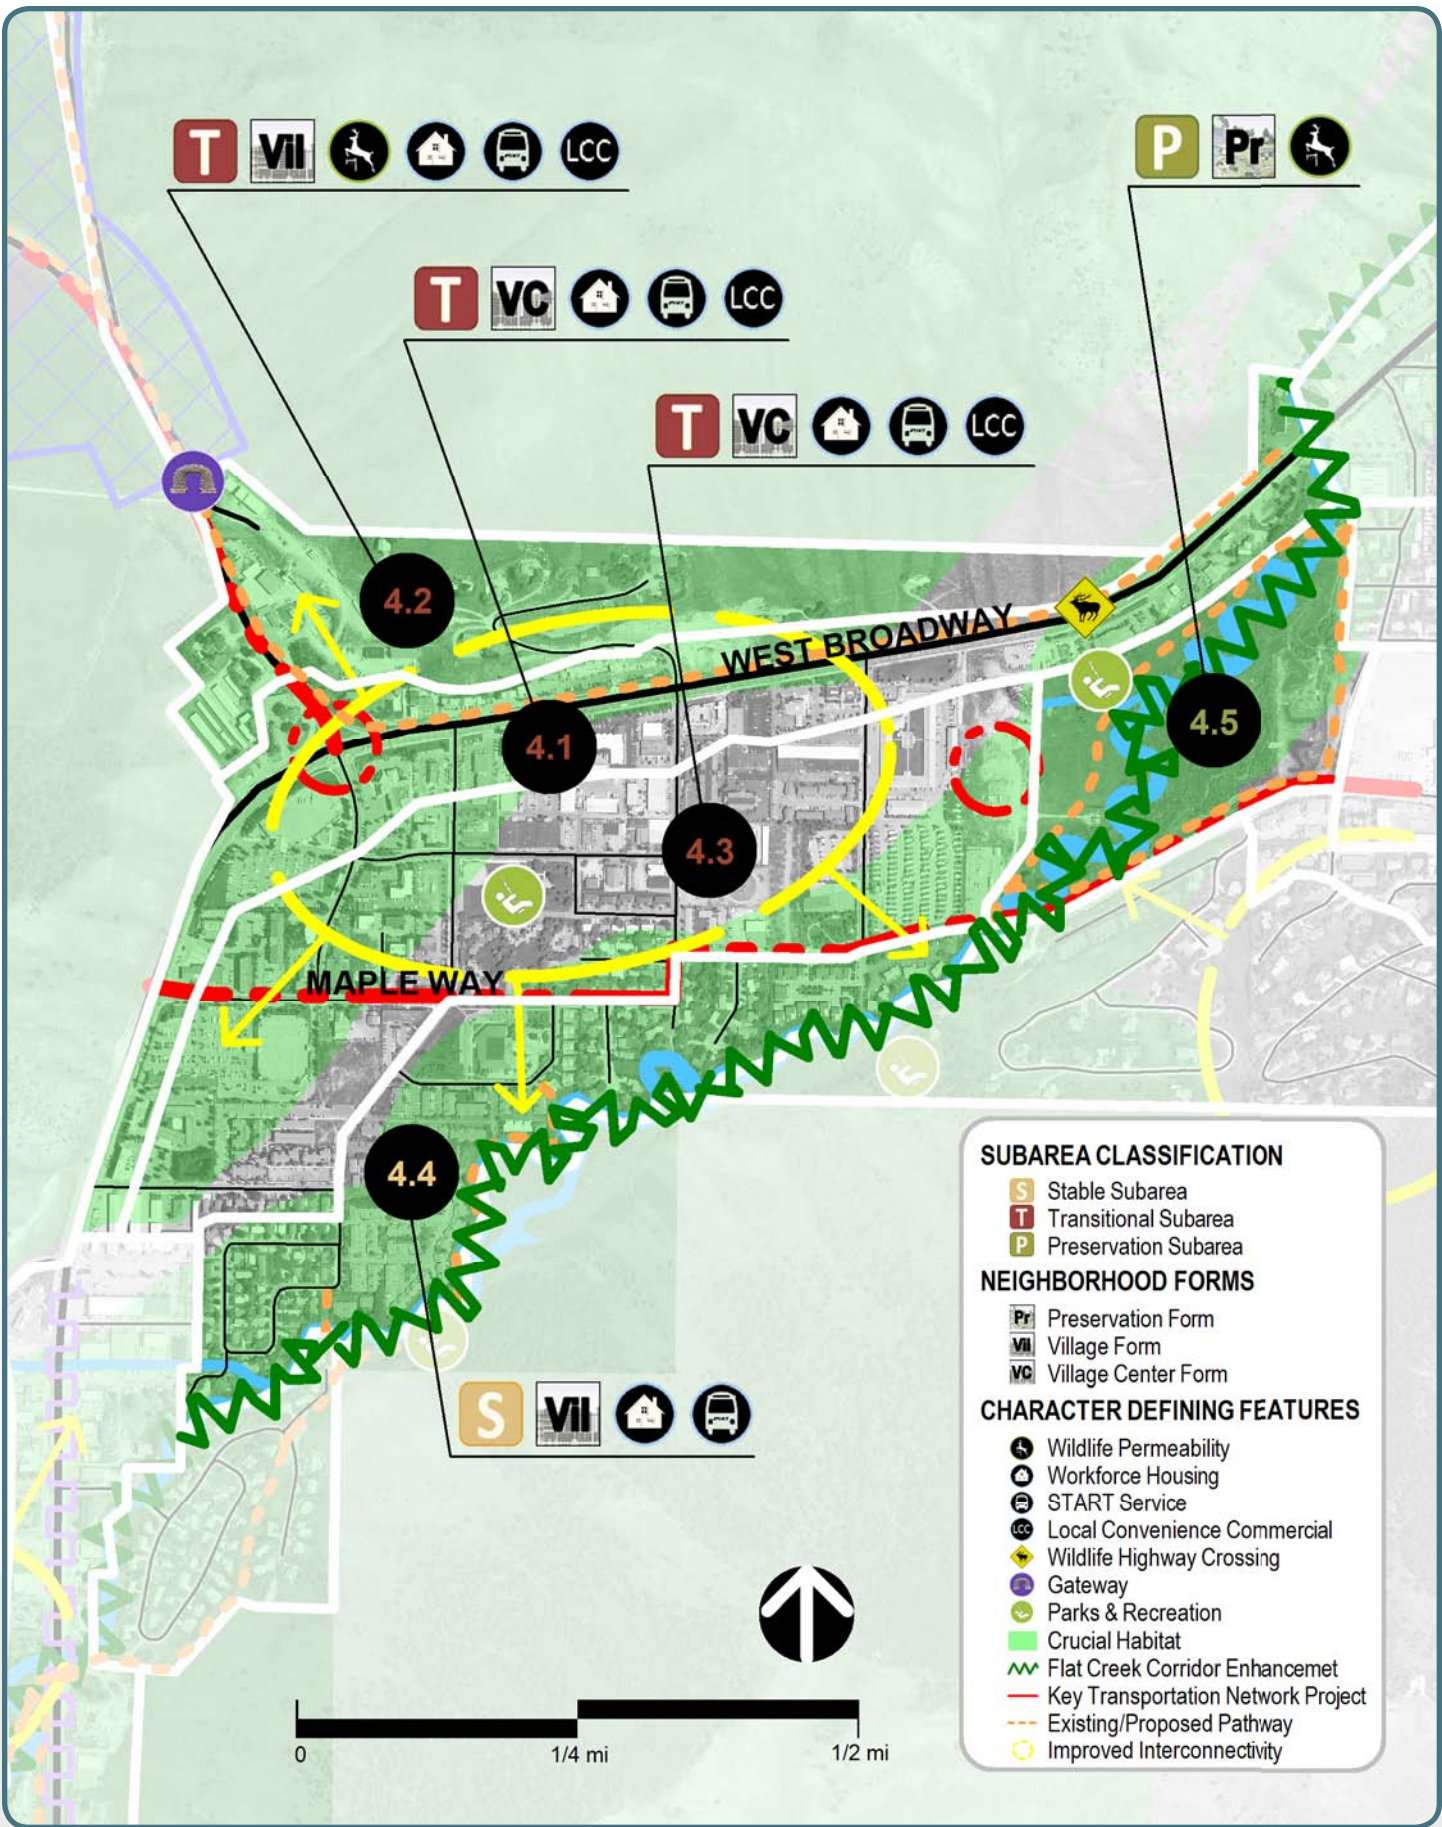 T Vil LCC
P Pr
T VC LCC
T VC LCC
4.2
WEST BROADWAY
4.1
4.5
4.3
MAPLE WAY
4.4
S Vil
SUBAREA CLASSIFICATION
S Stable Subarea
T Transitional Subarea
P Preservation Subarea
NEIGHBORHOOD FORMS
Pr Preservation Form
Vil Village Form
VC Village Center Form
CHARACTER DEFINING FEATURES
Wildlife Permeability
Workforce Housing
START Service
LCC Local Convenience Commercial
Wildlife Highway Crossing
Gateway
Parks & Recreation
Crucial Habitat
Flat Creek Corridor Enhancemet
Key Transportation Network Project
Existing/Proposed Pathway
Improved Interconnectivity
0 1/4 mi 1/2 mi